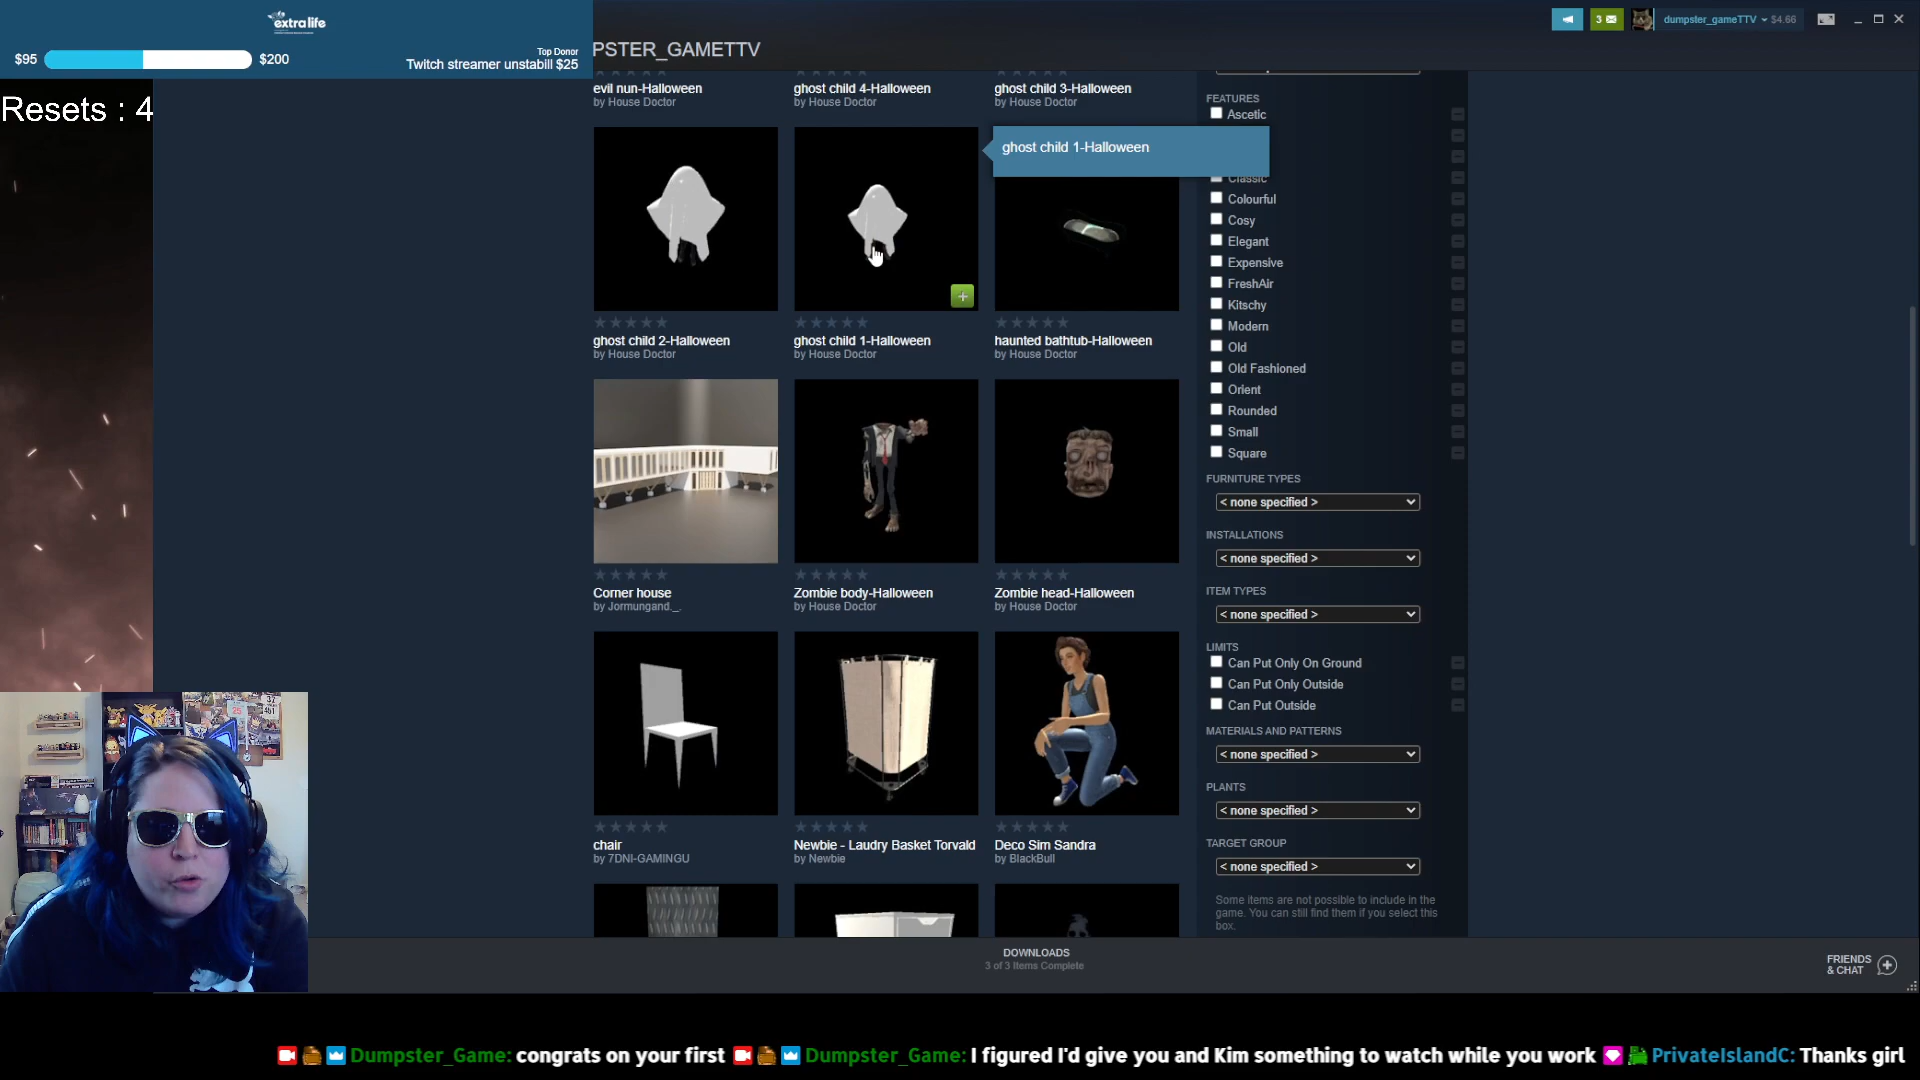 extralife
$95
$200
Top Donor
Twitch streamer unstabill $25
PSTER_GAMETTV
3
dumpster_gameTTV
$4.66
Resets : 4
evil nun-Halloween
by House Doctor
ghost child 4-Halloween
by House Doctor
ghost child 3-Halloween
by House Doctor
ghost child 1-Halloween
ghost child 2-Halloween
by House Doctor
ghost child 1-Halloween
by House Doctor
haunted bathtub-Halloween
by House Doctor
Corner house
by Jormungand._.
Zombie body-Halloween
by House Doctor
Zombie head-Halloween
by House Doctor
chair
by 7DNI-GAMINGU
Newbie - Laudry Basket Torvald
by Newbie
Deco Sim Sandra
by BlackBull
FEATURES
Ascetic
Classic
Colourful
Cosy
Elegant
Expensive
FreshAir
Kitschy
Modern
Old
Old Fashioned
Orient
Rounded
Small
Square
FURNITURE TYPES
< none specified >
INSTALLATIONS
< none specified >
ITEM TYPES
< none specified >
LIMITS
Can Put Only On Ground
Can Put Only Outside
Can Put Outside
MATERIALS AND PATTERNS
< none specified >
PLANTS
< none specified >
TARGET GROUP
< none specified >
Some items are not possible to include in the
game. You can still find them if you select this
box.
DOWNLOADS
3 of 3 Items Complete
FRIENDS
& CHAT
Dumpster_Game: congrats on your first Dumpster_Game: I figured I'd give you and Kim something to watch while you work PrivateIslandC: Thanks girl